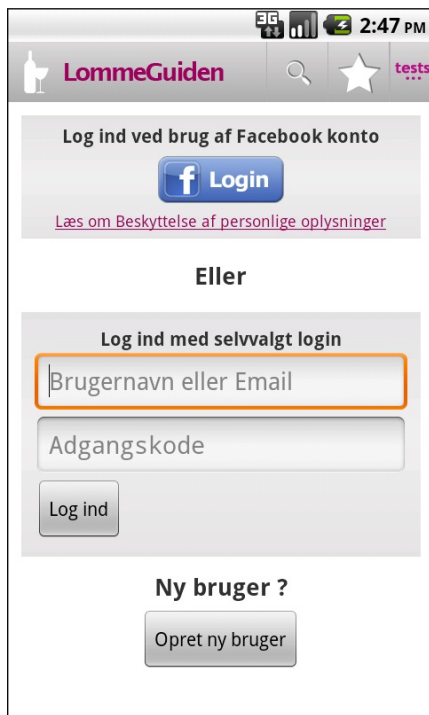 3G 2:47 PM
LommeGuiden tests
Log ind ved brug af Facebook konto
f Login
Læs om Beskyttelse af personlige oplysninger
Eller
Log ind med selvvalgt login
Brugernavn eller Email
Adgangskode
Log ind
Ny bruger ?
Opret ny bruger